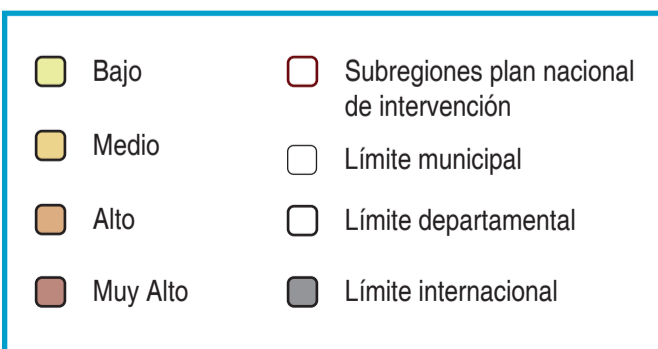 Bajo
Medio
Alto
Muy Alto
Subregiones plan nacional
de intervención
Límite municipal
Límite departamental
Límite internacional